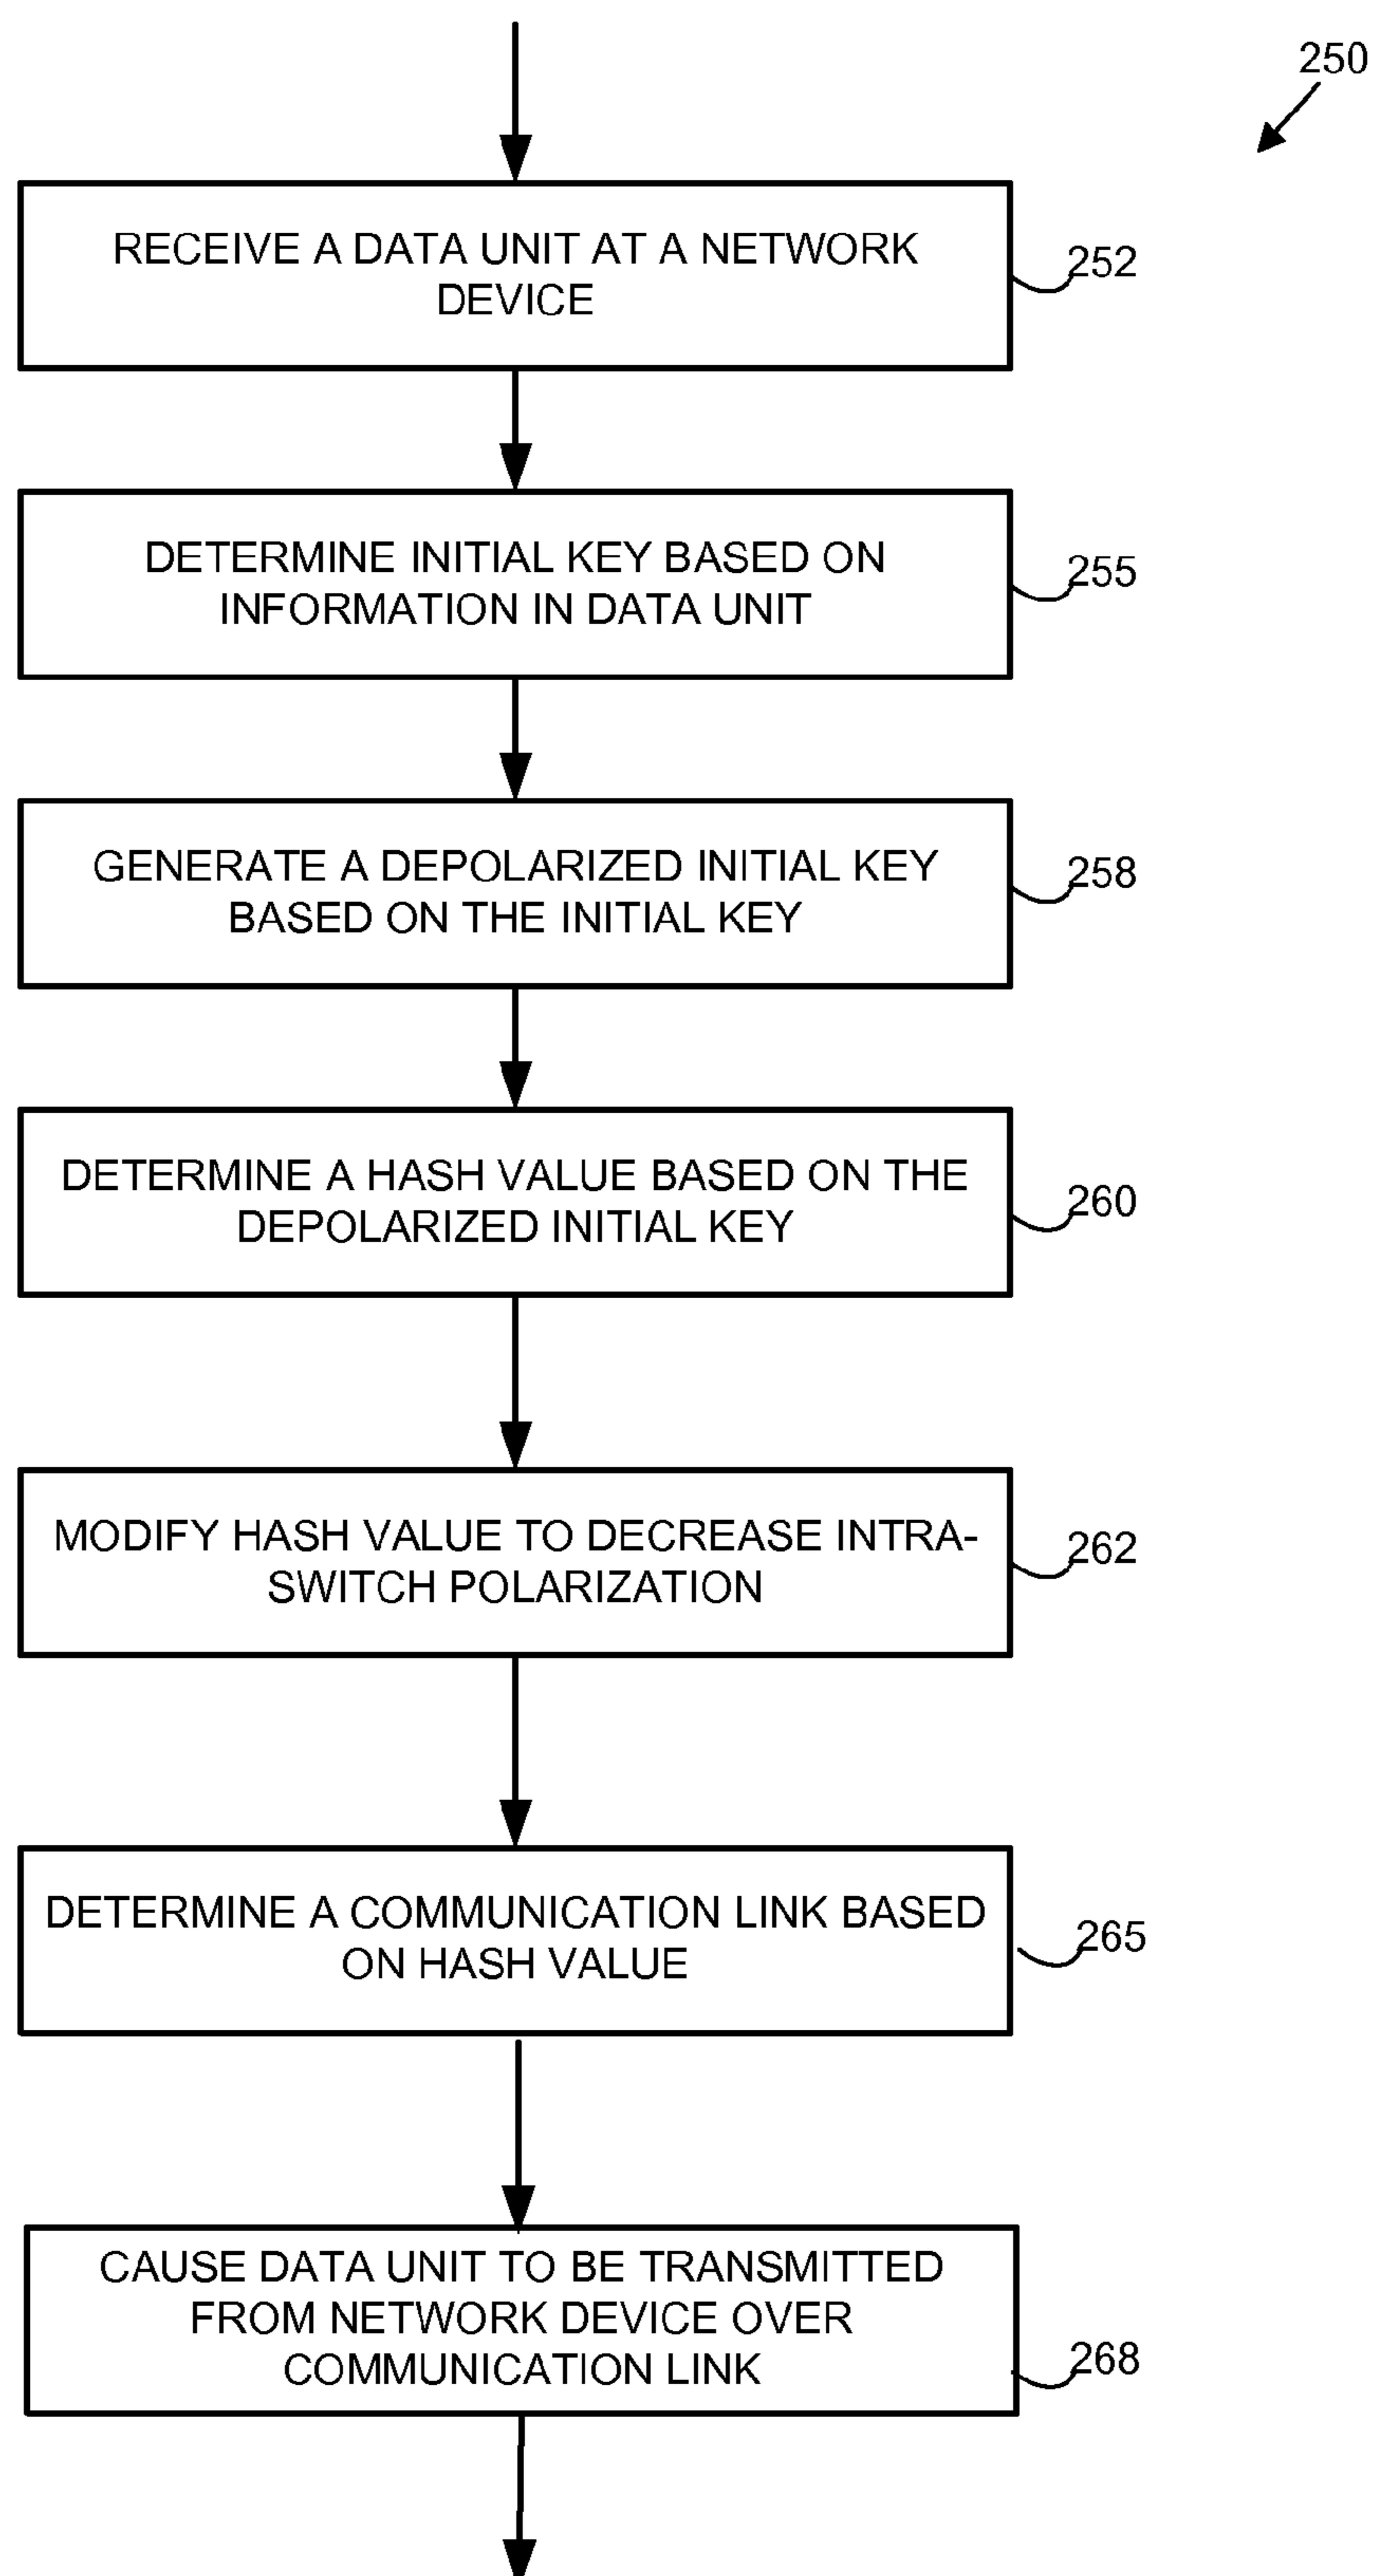 250
RECEIVE A DATA UNIT AT A NETWORK
DEVICE
252
DETERMINE INITIAL KEY BASED ON
INFORMATION IN DATA UNIT
255
GENERATE A DEPOLARIZED INITIAL KEY
BASED ON THE INITIAL KEY
258
DETERMINE A HASH VALUE BASED ON THE
DEPOLARIZED INITIAL KEY
260
MODIFY HASH VALUE TO DECREASE INTRA-
SWITCH POLARIZATION
262
DETERMINE A COMMUNICATION LINK BASED
ON HASH VALUE
265
CAUSE DATA UNIT TO BE TRANSMITTED
FROM NETWORK DEVICE OVER
COMMUNICATION LINK
268